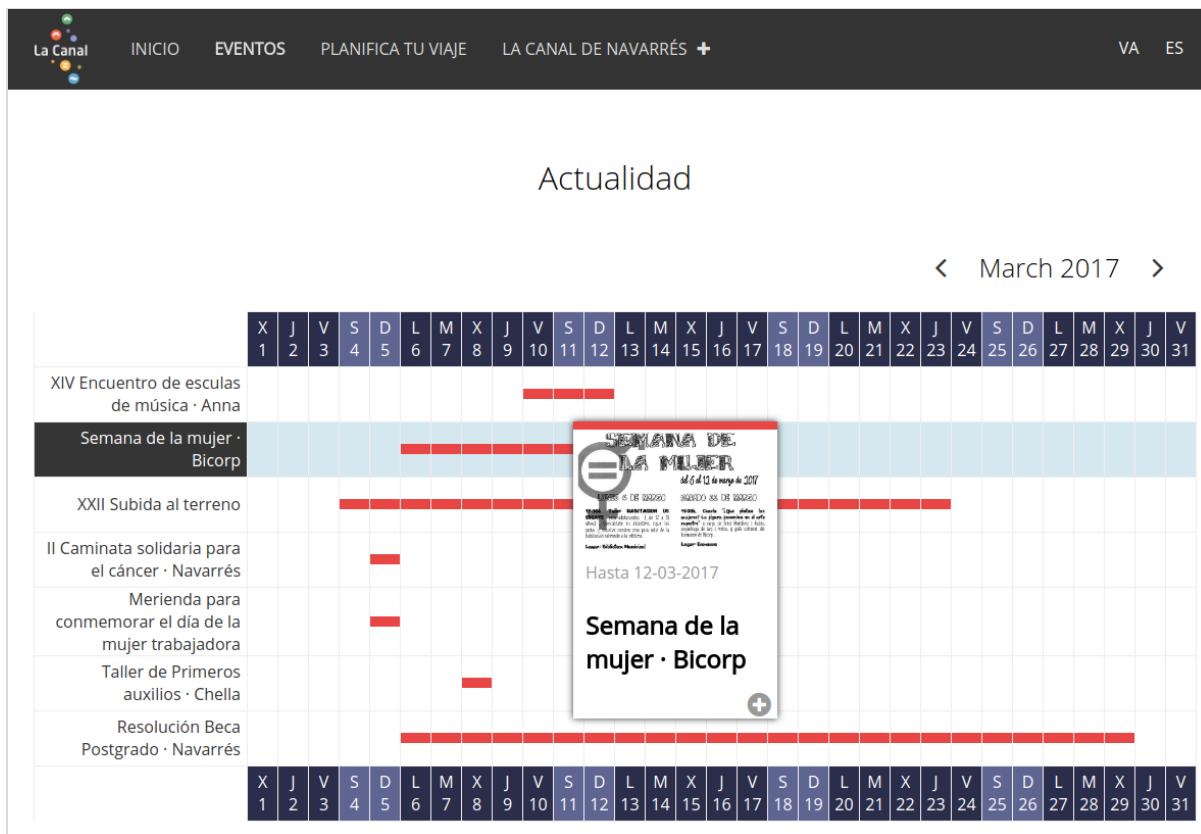 La Canal INICIO EVENTOS PLANIFICA TU VIAJE LA CANAL DE NAVARRÉS + VA ES
Actualidad
< March 2017 >
X J V S D L M X J V S D L M X J V S D L M X J V S D L M X J V
1 2 3 4 5 6 7 8 9 10 11 12 13 14 15 16 17 18 19 20 21 22 23 24 25 26 27 28 29 30 31
XIV Encuentro de esculas
de música · Anna
Semana de la mujer ·
Bicorp
XXII Subida al terreno
II Caminata solidaria para
el cáncer · Navarrés
Merienda para
conmemorar el día de la
mujer trabajadora
Taller de Primeros
auxilios · Chella
Resolución Beca
Postgrado · Navarrés
SEMANA DE
LA MUJER
del 6 al 12 de marzo de 2017
Hasta 12-03-2017
Semana de la
mujer · Bicorp
X J V S D L M X J V S D L M X J V S D L M X J V S D L M X J V
1 2 3 4 5 6 7 8 9 10 11 12 13 14 15 16 17 18 19 20 21 22 23 24 25 26 27 28 29 30 31